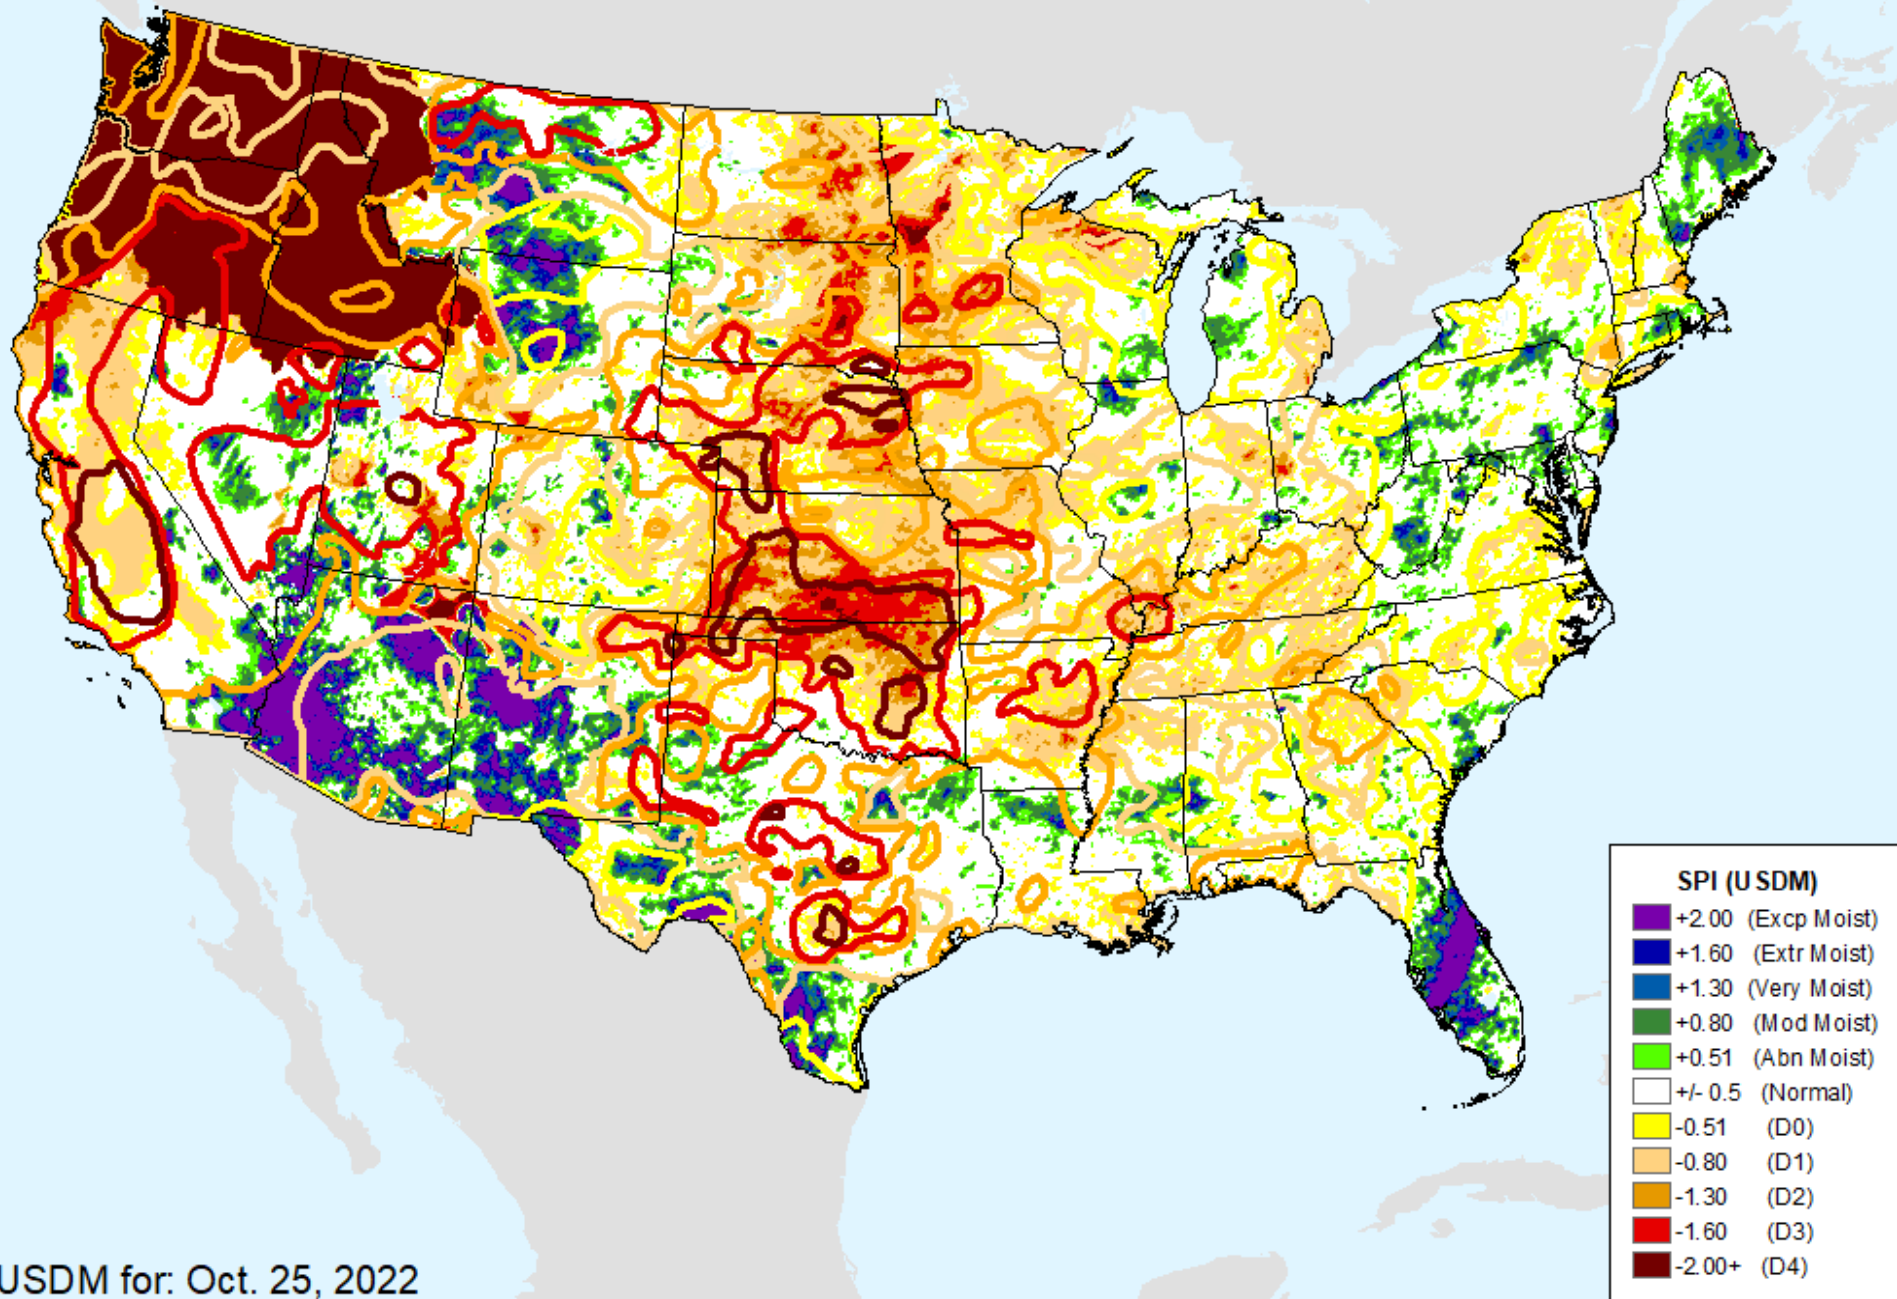 SPI (USDM)
+2.00 (Excp Moist)
+1.60 (Extr Moist)
+1.30 (Very Moist)
+0.80 (Mod Moist)
+0.51 (Abn Moist)
+/- 0.5 (Normal)
-0.51 (D0)
-0.80 (D1)
-1.30 (D2)
-1.60 (D3)
-2.00+ (D4)
USDM for: Oct. 25, 2022